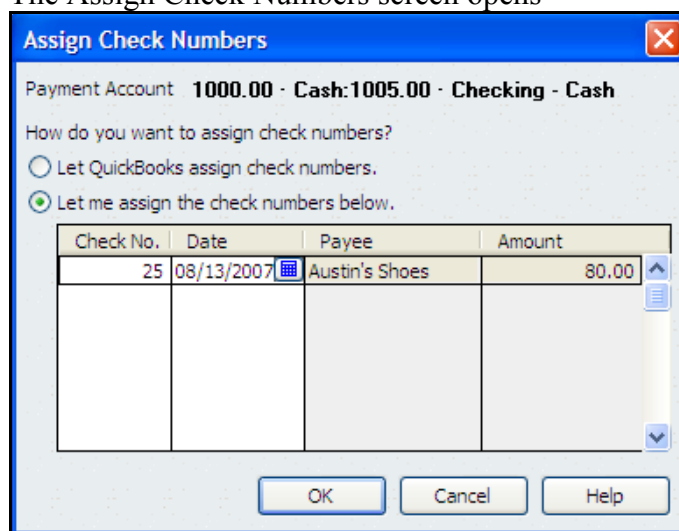 The Assign Check Numbers screen opens
Assign Check Numbers
Payment Account 1000.00 · Cash:1005.00 · Checking - Cash
How do you want to assign check numbers?
Let QuickBooks assign check numbers.
Let me assign the check numbers below.
Check No. Date Payee Amount
25 08/13/2007 Austin's Shoes 80.00
OK Cancel Help